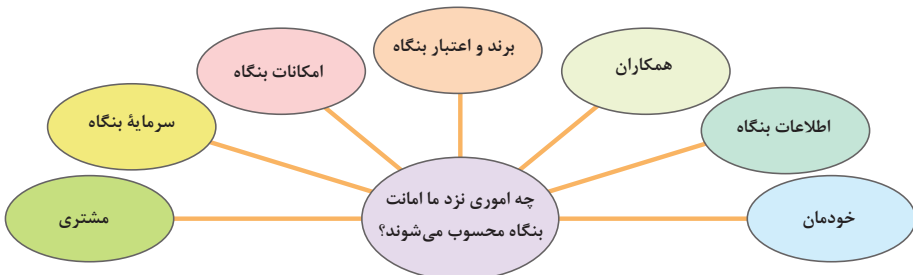 برند و اعتبار بنگاه
همکاران
امکانات بنگاه
اطلاعات بنگاه
سرمایهٔ بنگاه
خودمان
چه اموری نزد ما امانت
بنگاه محسوب می‌شوند؟
مشتری